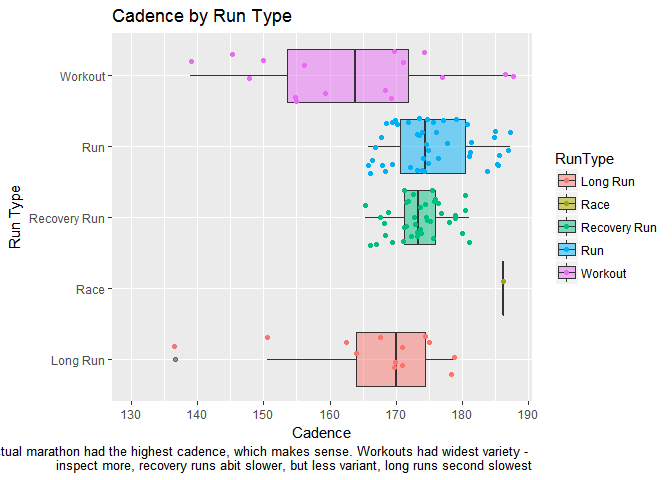 Cadence by Run Type
Run Type
Workout
Run
Recovery Run
Race
Long Run
130 140 150 160 170 180 190
Cadence
RunType
Long Run
Race
Recovery Run
Run
Workout
marathon had the highest cadence, which makes sense. Workouts had widest variety -
inspect more, recovery runs abit slower, but less variant, long runs second slowest